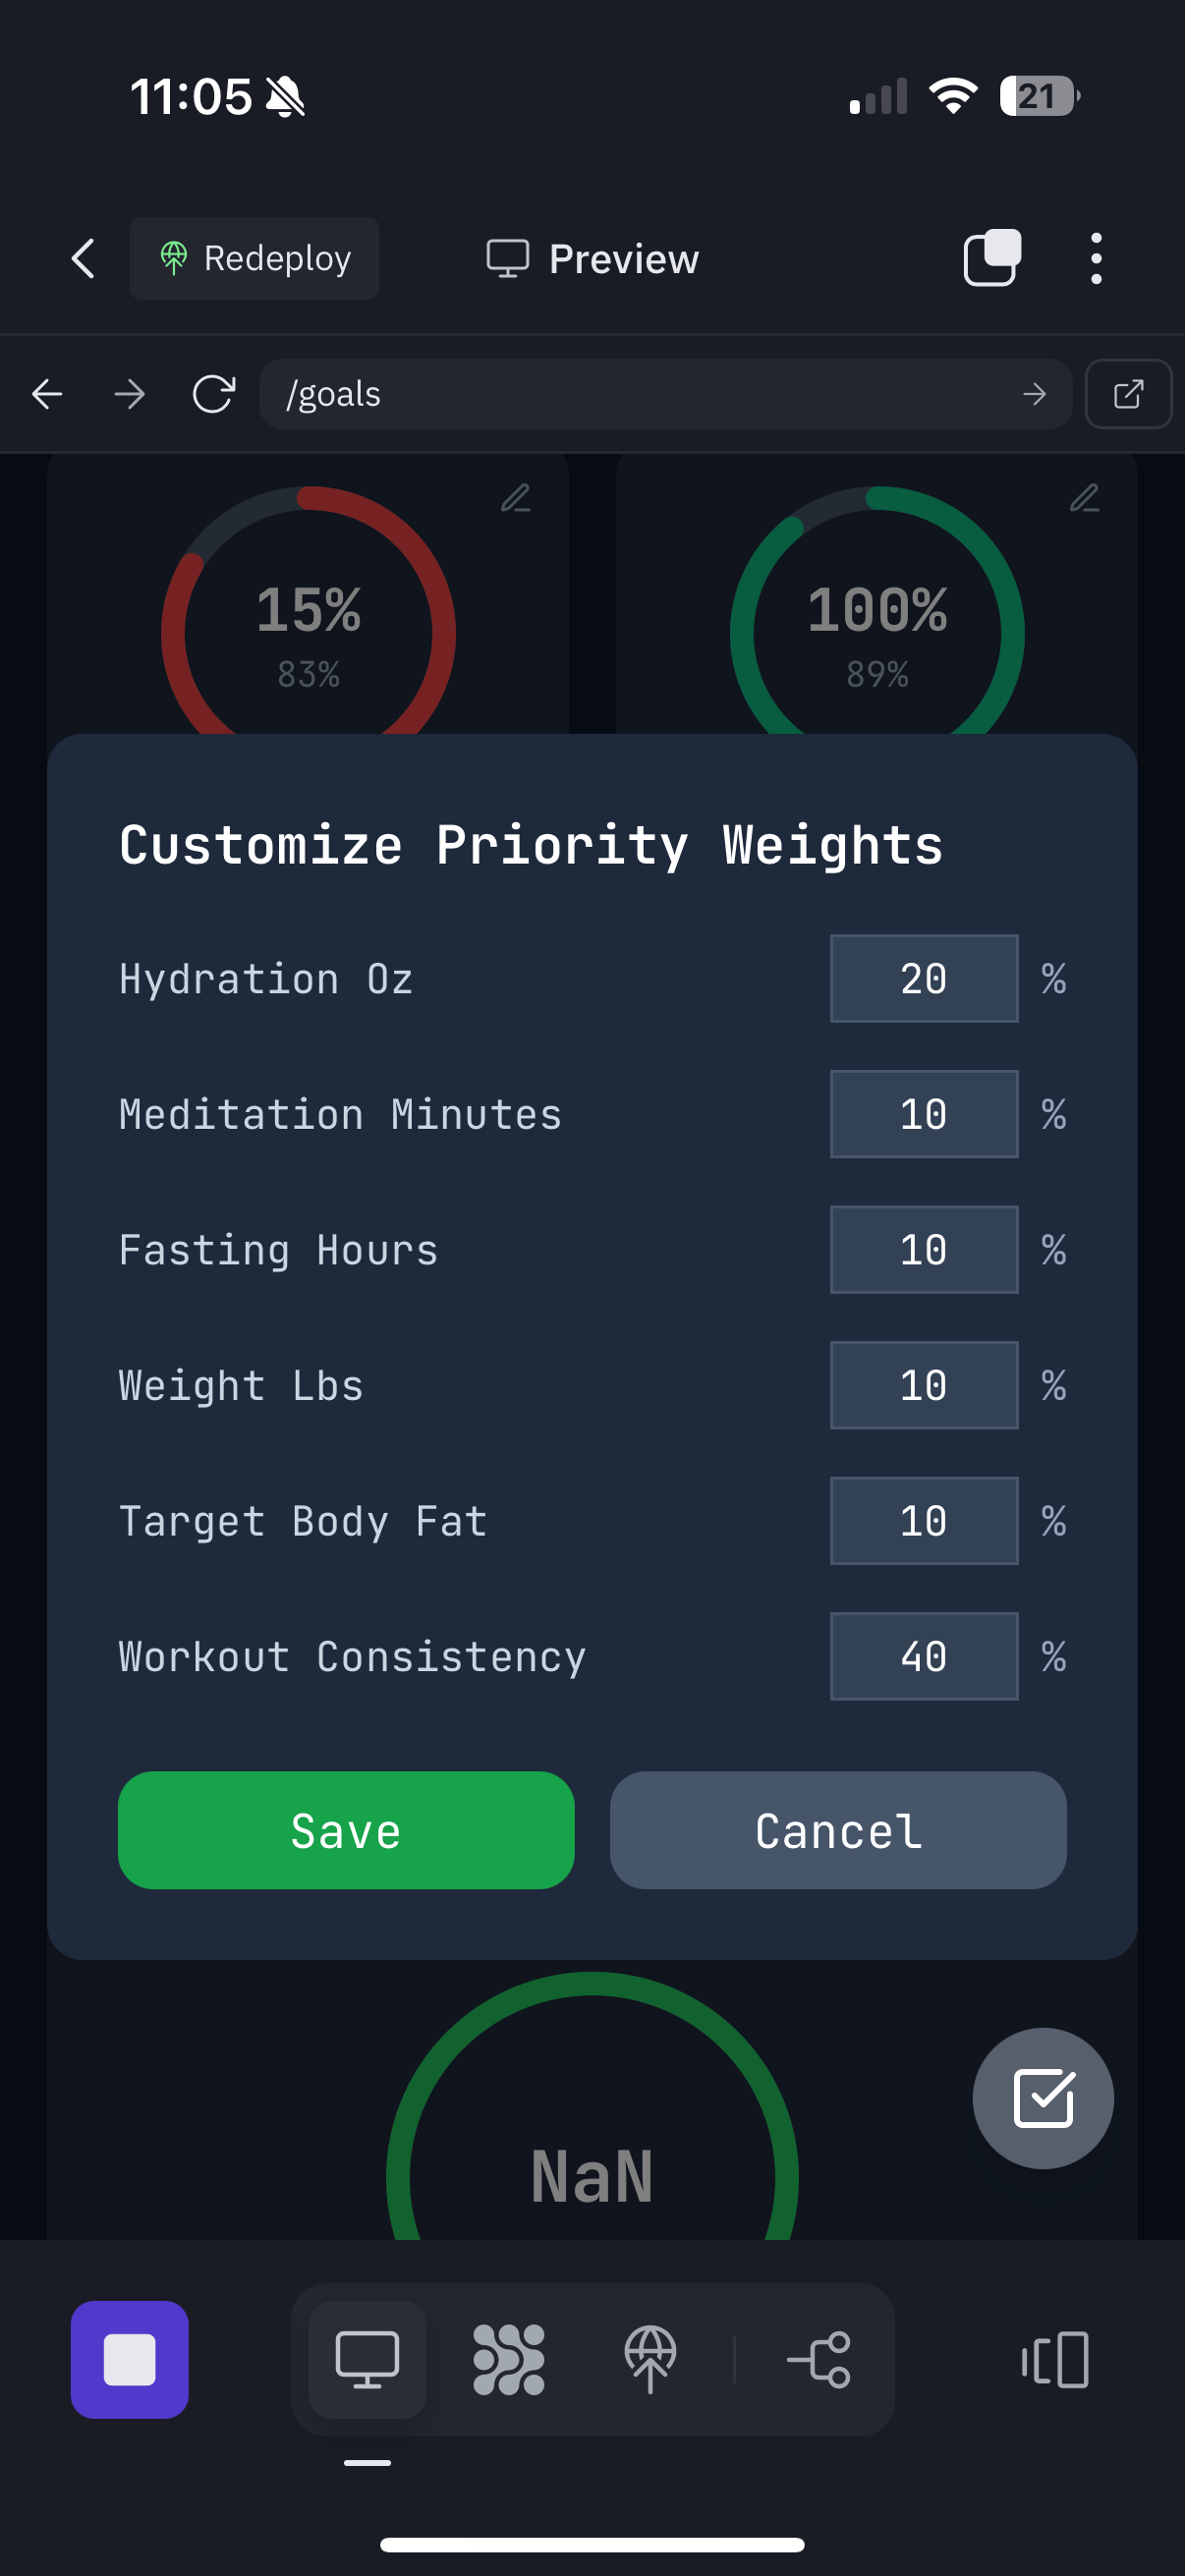 11:05
21
Redeploy
Preview
/goals
15%
83%
100%
89%
Customize Priority Weights
Hydration Oz 20 %
Meditation Minutes 10 %
Fasting Hours 10 %
Weight Lbs 10 %
Target Body Fat 10 %
Workout Consistency 40 %
Save
Cancel
NaN